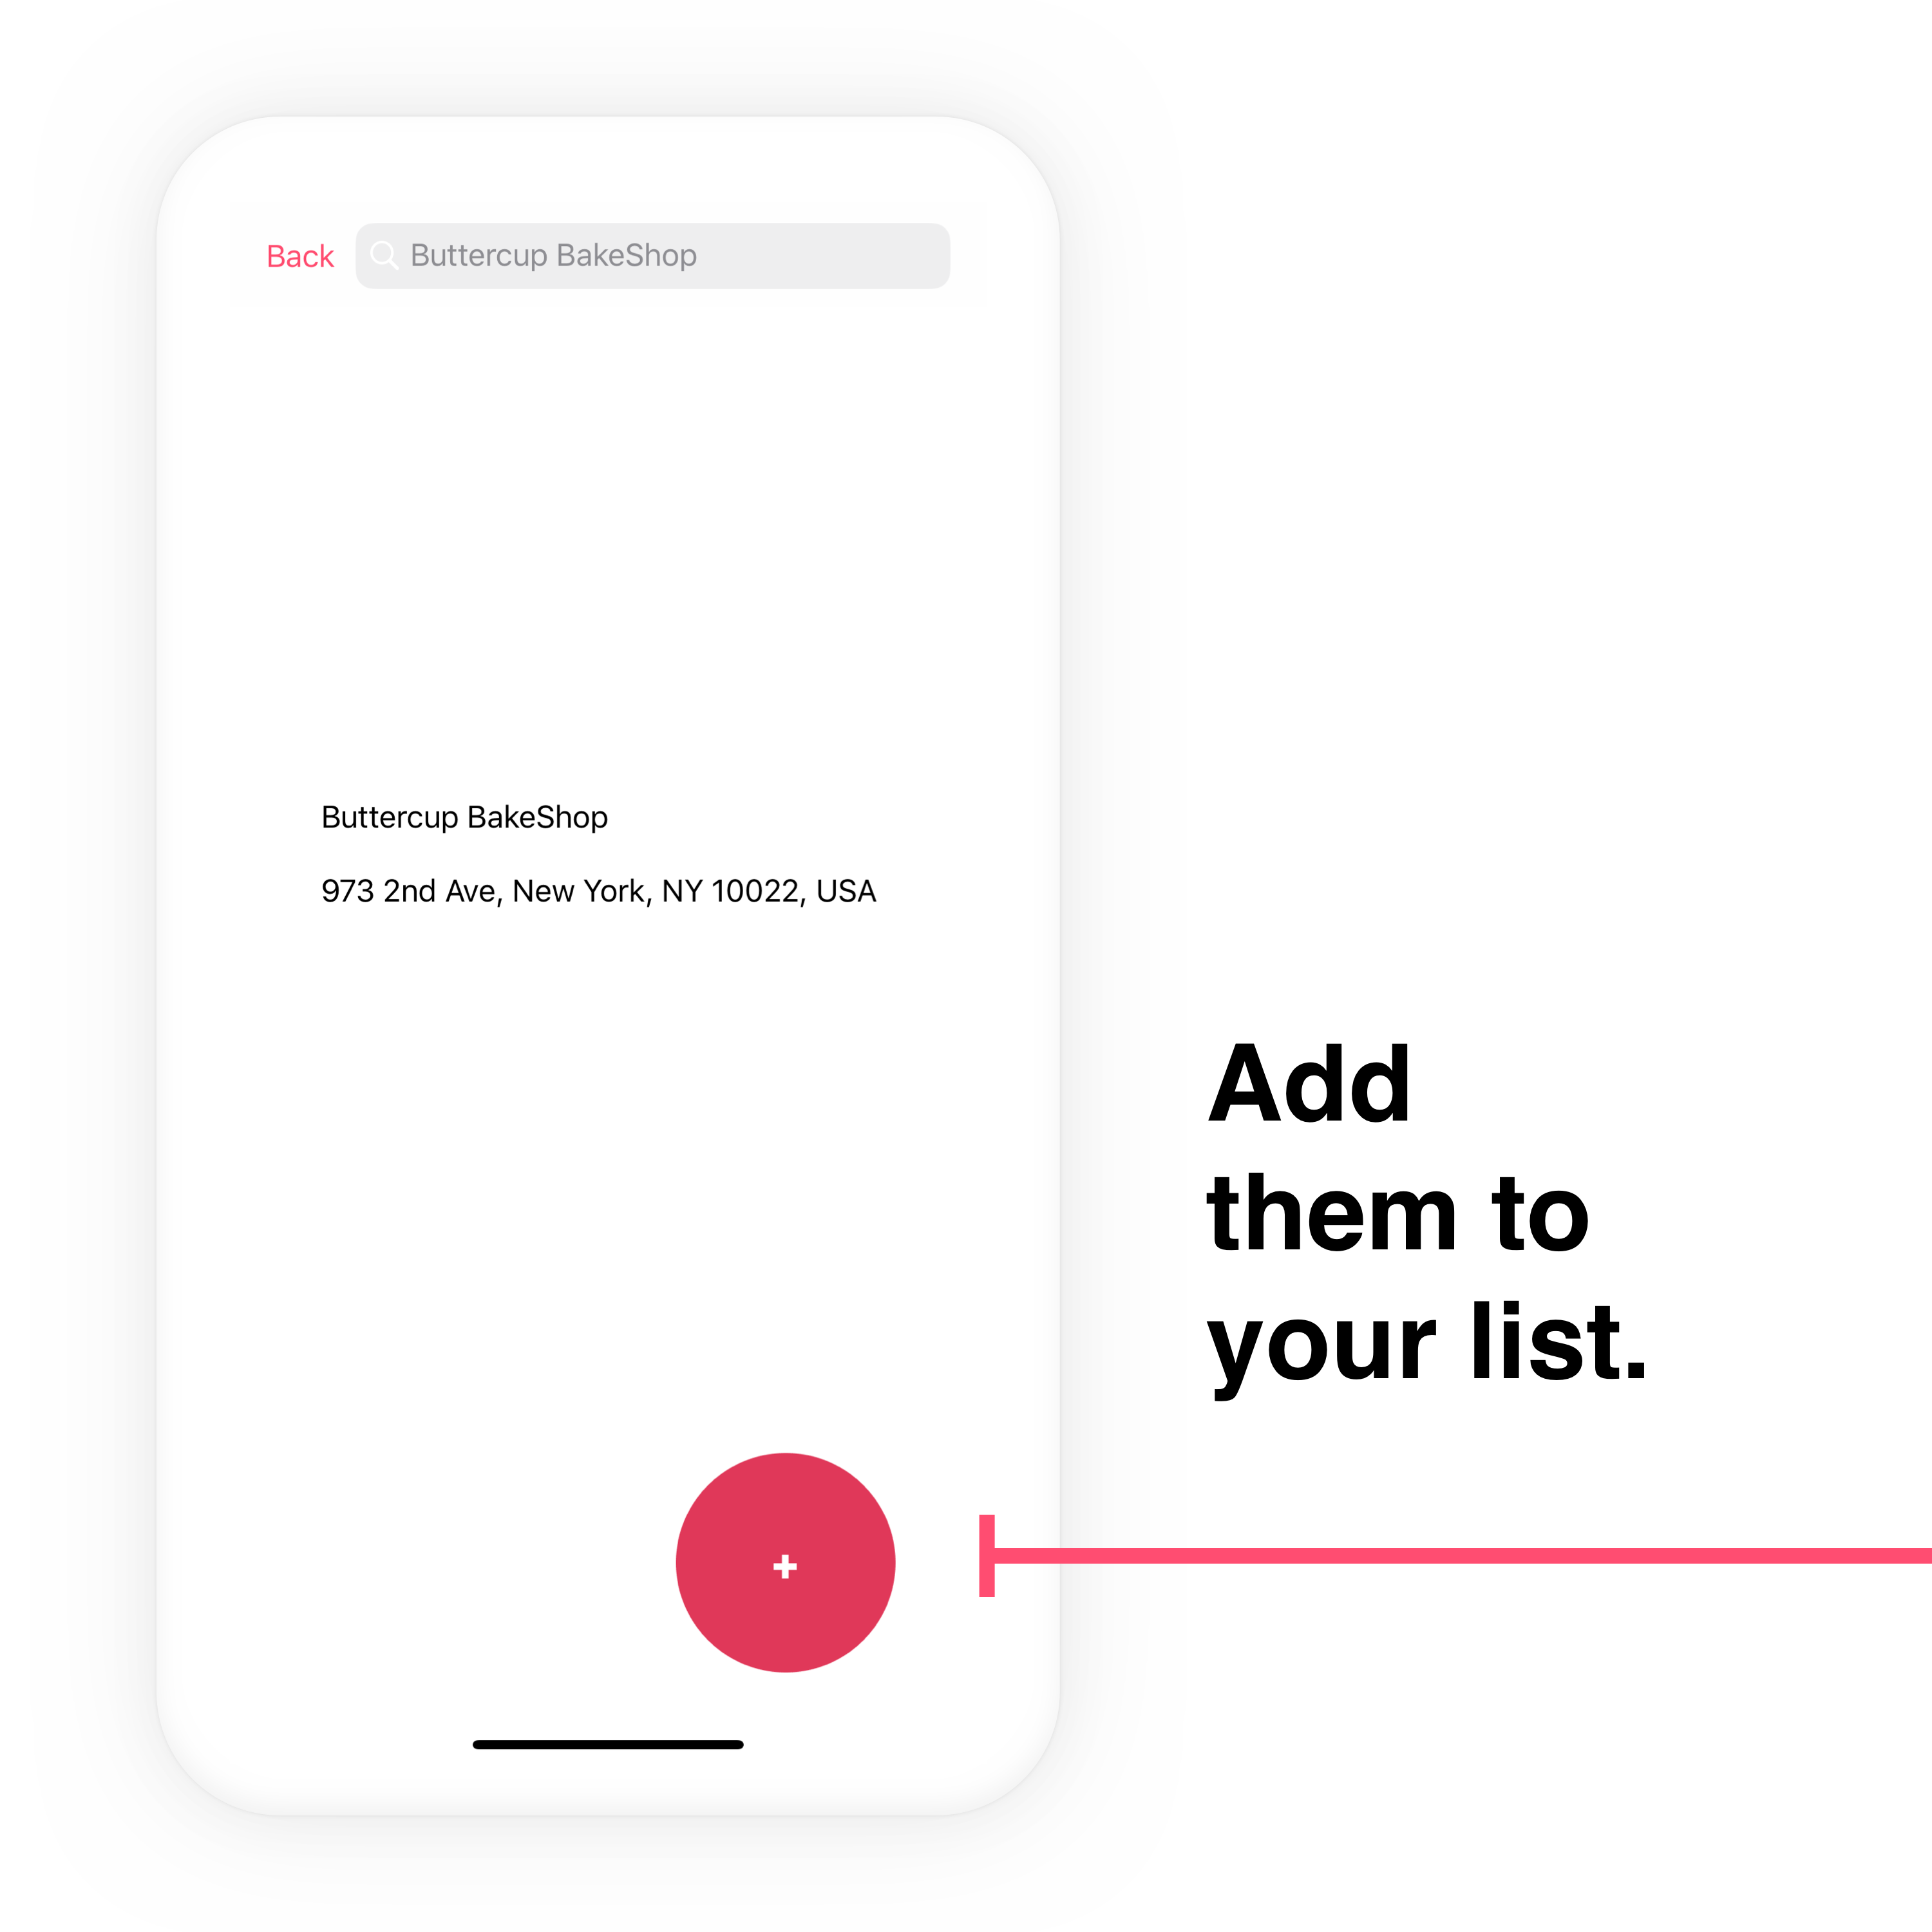 Back
Buttercup BakeShop
Buttercup BakeShop
973 2nd Ave, New York, NY 10022, USA
Add
them to
your list.
+